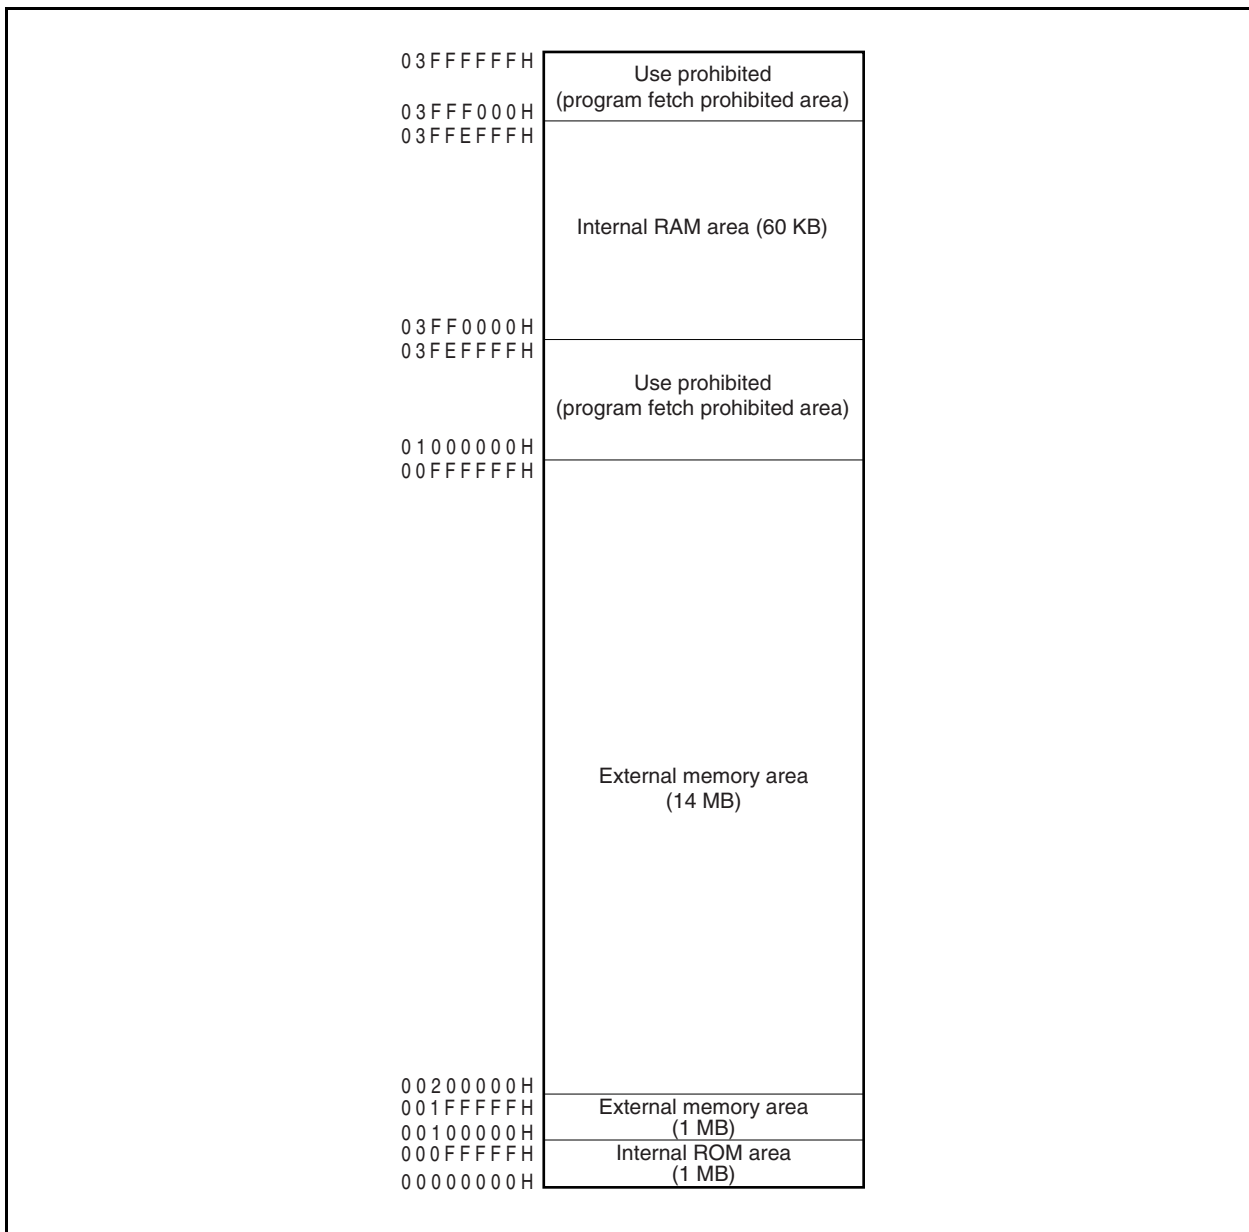 03FFFFFFH
Use prohibited
(program fetch prohibited area)
03FFF000H
03FFEFFFH
Internal RAM area (60 KB)
03FF0000H
03FEFFFFH
Use prohibited
(program fetch prohibited area)
01000000H
00FFFFFFH
External memory area
(14 MB)
00200000H
001FFFFFH
External memory area
(1 MB)
00100000H
000FFFFFH
Internal ROM area
(1 MB)
00000000H